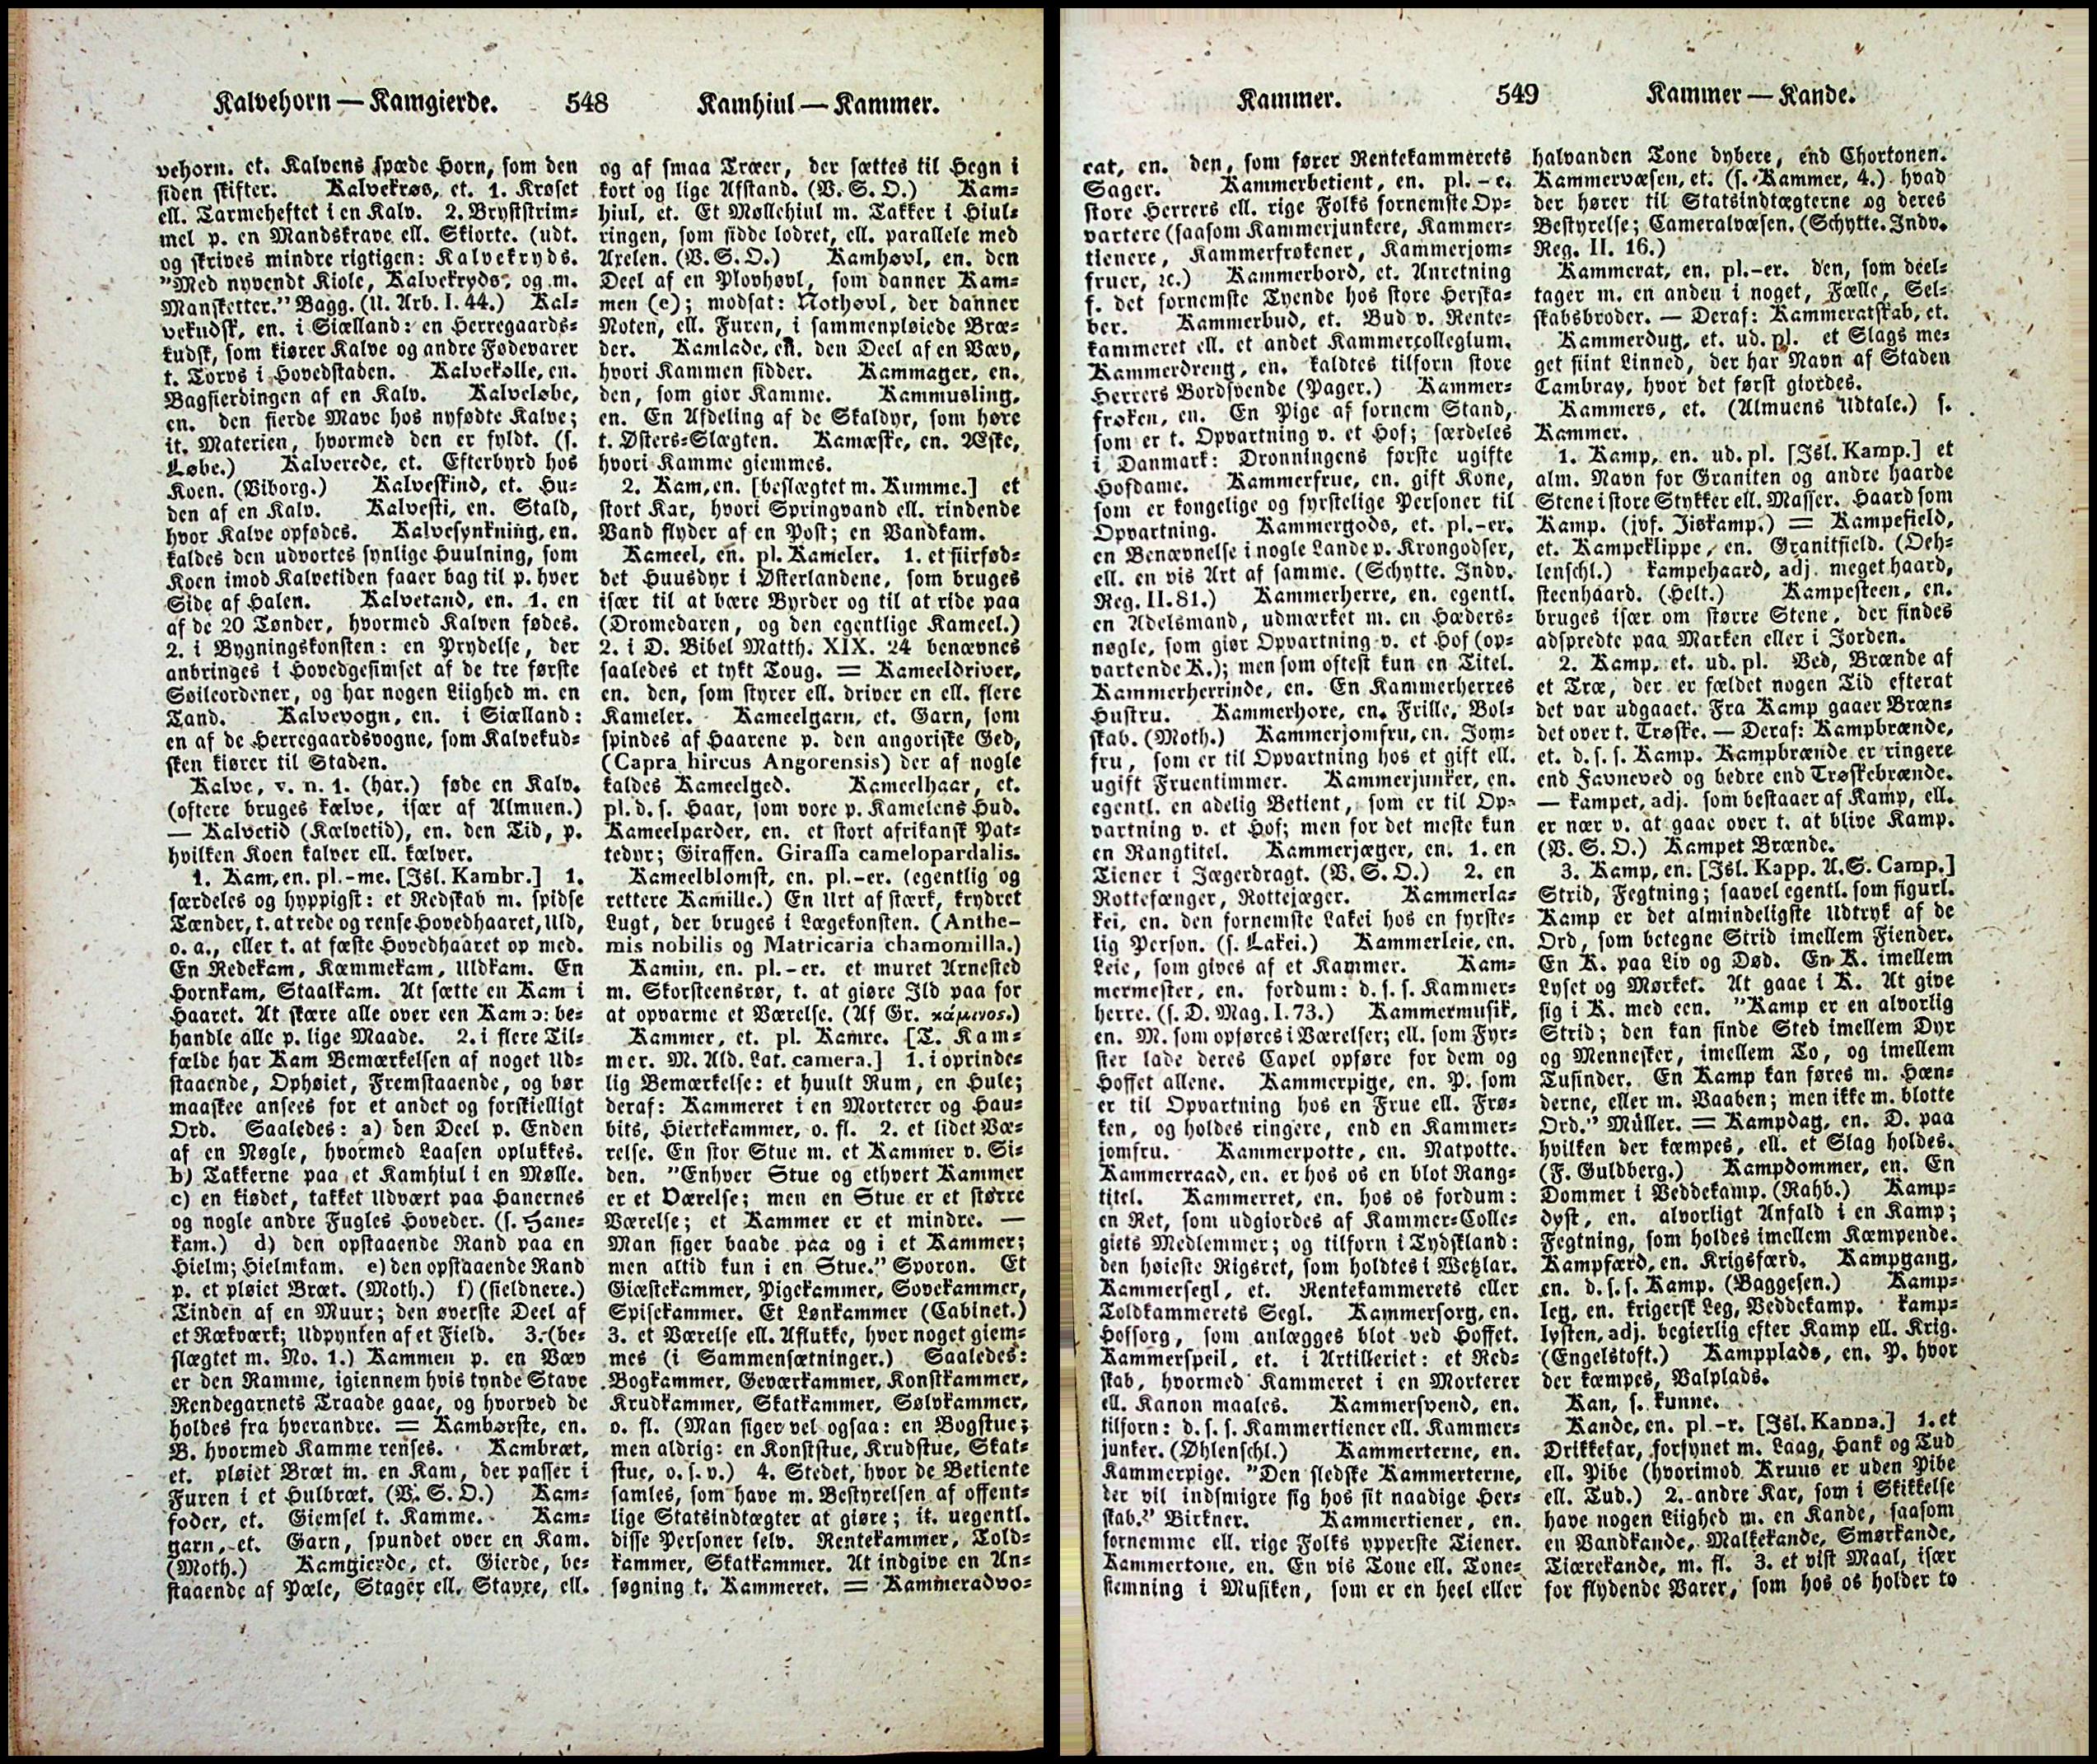 Kalvehorn — Kamgierde. 548 Kamhiul — Kammer.
vehorn. et. Kalvens spæde Horn, som den
siden skifter. Kalvekrøs, et. 1. Krøset
ell. Tarmeheftet i en Kalv. 2. Bryststrim-
mel p. en Mandskrave ell. Skiorte. (udt.
og skrives mindre rigtigen: Kalvekryds.
"Med nyvendt Kiole, Kalvekryds, og m.
Mansketter." Bagg. (U. Arb. I. 44.) Kal-
vekudsk, en. i Siælland: en Herregaards-
kudsk, som kiører Kalve og andre Fødevarer
t. Torvs i Hovedstaden. Kalvekølle, en.
Bagfierdingen af en Kalv. Kalveløbe,
en. den fierde Mave hos nyfødte Kalve;
it. Materien, hvormed den er fyldt. (s.
Løbe.) Kalverede, et. Efterbyrd hos
Koen. (Viborg.) Kalveskind, et. Hu-
den af en Kalv. Kalvesti, en. Stald,
hvor Kalve opfødes. Kalvesynkning, en.
kaldes den udvortes synlige Huulning, som
Koen imod Kalvetiden faaer bag til p. hver
Side af Halen. Kalvetand, en. 1. en
af de 20 Tønder, hvormed Kalven fødes.
2. i Bygningskonsten: en Prydelse, der
anbringes i Hovedgesimset af de tre første
Søileordener, og har nogen Liighed m. en
Tand. Kalvevogn, en. i Siælland:
en af de Herregaardsvogne, som Kalvekud-
sken kiører til Staden.
Kalve, v. n. 1. (har.) føde en Kalv.
(oftere bruges kælve, især af Almuen.)
— Kalvetid (Kælvetid), en. den Tid, p.
hvilken Koen kalver ell. kælver.
1. Kam, en. pl.-me. [Isl. Kambr.] 1.
særdeles og hyppigst: et Redskab m. spidse
Tænder, t. at rede og rense Hovedhaaret, Uld,
o. a., eller t. at fæste Hovedhaaret op med.
En Redekam, Kæmmekam, Uldkam. En
Hornkam, Staalkam. At sætte en Kam i
Haaret. At skære alle over een Kam ɔ: be-
handle alle p. lige Maade. 2. i flere Til-
fælde har Kam Bemærkelsen af noget Ud-
staaende, Ophøiet, Fremstaaende, og bør
maaskee ansees for et andet og forskielligt
Ord. Saaledes: a) den Deel p. Enden
af en Nøgle, hvormed Laasen oplukkes.
b) Takkerne paa et Kamhiul i en Mølle.
c) en kiødet, takket Udvært paa Hanernes
og nogle andre Fugles Hoveder. (s. Hane-
kam.) d) den opstaaende Rand paa en
Hielm; Hielmkam. e) den opstaaende Rand
p. et pløiet Bræt. (Moth.) f) (sieldnere.)
Tinden af en Muur; den øverste Deel af
et Rækværk; Udpynten af et Field. 3. (be-
slægtet m. No. 1.) Kammen p. en Væv
er den Ramme, igiennem hvis tynde Stave
Rendegarnets Traade gaae, og hvorved de
holdes fra hverandre. = Kambørste, en.
B. hvormed Kamme renses. Kambræt,
et. pløiet Bræt m. en Kam, der passer i
Furen i et Hulbræt. (V. S. O.) Kam-
foder, et. Giemsel t. Kamme. Kam-
garn, et. Garn, spundet over en Kam.
(Moth.) Kamgierde, et. Gierde, be-
staaende af Pæle, Stager ell. Stavre, ell.
og af smaa Træer, der sættes til Hegn i
kort og lige Afstand. (V. S. O.) Kam-
hiul, et. Et Møllehiul m. Takker i Hiul-
ringen, som sidde lodret, ell. parallele med
Axelen. (V. S. O.) Kamhøvl, en. den
Deel af en Plovhøvl, som danner Kam-
men (e); modsat: Nothøvl, der danner
Noten, ell. Furen, i sammenpløiede Bræ-
der. Kamlade, en. den Deel af en Væv,
hvori Kammen sidder. Kammager, en.
den, som giør Kamme. Kammusling,
en. En Afdeling af de Skaldyr, som høre
t. Østers-Slægten. Kamæske, en. Æske,
hvori Kamme giemmes.
2. Kam, en. [beslægtet m. Kumme.] et
stort Kar, hvori Springvand ell. rindende
Vand flyder af en Post; en Vandkam.
Kameel, en. pl. Kameler. 1. et fiirfød-
det Huusdyr i Østerlandene, som bruges
især til at bære Byrder og til at ride paa
(Dromedaren, og den egentlige Kameel.)
2. i D. Bibel Matth. XIX. 24 benævnes
saaledes et tykt Toug. = Kameeldriver,
en. den, som styrer ell. driver en ell. flere
Kameler. Kameelgarn, et. Garn, som
spindes af Haarene p. den angoriske Ged,
(Capra hircus Angorensis) der af nogle
kaldes Kameelged. Kameelhaar, et.
pl. d. s. Haar, som vore p. Kamelens Hud.
Kameelparder, en. et stort afrikansk Pat-
tedyr; Giraffen. Giraffa camelopardalis.
Kameelblomst, en. pl.-er. (egentlig og
rettere Kamille.) En Urt af stærk, krydret
Lugt, der bruges i Lægekonsten. (Anthe-
mis nobilis og Matricaria chamomilla.)
Kamin, en. pl.-er. et muret Arnested
m. Skorsteensrør, t. at giøre Ild paa for
at opvarme et Værelse. (Af Gr. κάμινος.)
Kammer, et. pl. Kamre. [T. Kam-
mer. M. Ald. Lat. camera.] 1. i oprinde-
lig Bemærkelse: et huult Rum, en Hule;
deraf: Kammeret i en Morterer og Hau-
bits, Hiertekammer, o. fl. 2. et lidet Væ-
relse. En stor Stue m. et Kammer v. Si-
den. "Enhver Stue og ethvert Kammer
er et Værelse; men en Stue er et større
Værelse; et Kammer er et mindre. —
Man siger baade paa og i et Kammer;
men altid kun i en Stue." Sporon. Et
Giæstekammer, Pigekammer, Sovekammer,
Spisekammer. Et Lønkammer (Cabinet.)
3. et Værelse ell. Aflukke, hvor noget giem-
mes (i Sammensætninger.) Saaledes:
Bogkammer, Geværkammer, Konstkammer,
Krudkammer, Skatkammer, Sølvkammer,
o. fl. (Man siger vel ogsaa: en Bogstue;
men aldrig: en Konststue, Krudstue, Skat-
stue, o. s. v.) 4. Stedet, hvor de Betiente
samles, som have m. Bestyrelsen af offent-
lige Statsindtægter at giøre; it. uegentl.
disse Personer selv. Rentekammer, Told-
kammer, Skatkammer. At indgive en An-
søgning t. Kammeret. = Kammeradvo-
Kammer. 549 Kammer — Kande.
cat, en. den, som fører Rentekammerets
Sager. Kammerbetient, en. pl.-e.
store Herrers ell. rige Folks fornemste Op-
vartere (saasom Kammerjunkere, Kammer-
tienere, Kammerfrøkener, Kammerjom-
fruer, ꝛc.) Kammerbord, et. Anretning
f. det fornemste Tyende hos store Herska-
ber. Kammerbud, et. Bud v. Rente-
kammeret ell. et andet Kammercollegium.
Kammerdreng, en. kaldtes tilforn store
Herrers Bordsvende (Pager.) Kammer-
frøken, en. En Pige af fornem Stand,
som er t. Opvartning v. et Hof; særdeles
i Danmark: Dronningens første ugifte
Hofdame. Kammerfrue, en. gift Kone,
som er kongelige og fyrstelige Personer til
Opvartning. Kammergods, et. pl.-er.
en Benævnelse i nogle Lande v. Krongodser,
ell. en vis Art af samme. (Schytte. Indv.
Reg. II. 81.) Kammerherre, en. egentl.
en Adelsmand, udmærket m. en Hæders-
nøgle, som giør Opvartning v. et Hof (op-
vartende K.); men som oftest kun en Titel.
Kammerherrinde, en. En Kammerherres
Hustru. Kammerhore, en. Frille, Bol-
skab. (Moth.) Kammerjomfru, en. Jom-
fru, som er til Opvartning hos et gift ell.
ugift Fruentimmer. Kammerjunker, en.
egentl. en adelig Betient, som er til Op-
vartning v. et Hof; men for det meste kun
en Rangtitel. Kammerjæger, en. 1. en
Tiener i Jægerdragt. (V. S. O.) 2. en
Rottefænger, Rottejæger. Kammerla-
kei, en. den fornemste Lakei hos en fyrste-
lig Person. (s. Lakei.) Kammerleie, en.
Leie, som gives af et Kammer. Kam-
mermester, en. fordum: d. s. s. Kammer-
herre. (s. D. Mag. I. 73.) Kammermusik,
en. M. som opføres i Værelser; ell. som Fyr-
ster lade deres Capel opføre for dem og
Hoffet allene. Kammerpige, en. P. som
er til Opvartning hos en Frue ell. Frø-
ken, og holdes ringere, end en Kammer-
jomfru. Kammerpotte, en. Natpotte.
Kammerraad, en. er hos os en blot Rang-
titel. Kammerret, en. hos os fordum:
en Ret, som udgiordes af Kammer-Colle-
giets Medlemmer; og tilforn i Tydskland:
den høieste Rigsret, som holdtes i Wetzlar.
Kammersegl, et. Rentekammerets eller
Toldkammerets Segl. Kammersorg, en.
Hofsorg, som anlægges blot ved Hoffet.
Kammerspeil, et. i Artilleriet: et Red-
skab, hvormed Kammeret i en Morterer
ell. Kanon maales. Kammersvend, en.
tilforn: d. s. s. Kammertiener ell. Kammer-
junker. (Øhlenschl.) Kammerterne, en.
Kammerpige. "Den sledske Kammerterne,
der vil indsmigre sig hos sit naadige Her-
skab." Birkner. Kammertiener, en.
fornemme ell. rige Folks ypperste Tiener.
Kammertone, en. En vis Tone ell. Tone-
stemning i Musiken, som er en heel eller
halvanden Tone dybere, end Chortonen.
Kammervæsen, et. (s. Kammer, 4.) hvad
der hører til Statsindtægterne og deres
Bestyrelse; Cameralvæsen. (Schytte. Indv.
Reg. II. 16.)
Kammerat, en. pl.-er. den, som deel-
tager m. en anden i noget, Fælle, Sel-
skabsbroder. — Deraf: Kammeratskab, et.
Kammerdug, et. ud. pl. et Slags me-
get fiint Linned, der har Navn af Staden
Cambray, hvor det først giordes.
Kammers, et. (Almuens Udtale.) s.
Kammer.
1. Kamp, en. ud. pl. [Isl. Kamp.] et
alm. Navn for Graniten og andre haarde
Stene i store Stykker ell. Masser. Haard som
Kamp. (jvf. Jiskamp.) = Kampefield,
et. Kampeklippe, en. Granitfield. (Oeh-
lenschl.) kampehaard, adj. meget haard,
steenhaard. (Helt.) Kampesteen, en.
bruges især om større Stene, der findes
adspredte paa Marken eller i Jorden.
2. Kamp, et. ud. pl. Ved, Brænde af
et Træ, der er fældet nogen Tid efterat
det var udgaaet. Fra Kamp gaaer Bræn-
det over t. Trøske. — Deraf: Kampbrænde,
et. d. s. s. Kamp. Kampbrænde er ringere
end Favneved og bedre end Trøskebrænde.
— kampet, adj. som bestaaer af Kamp, ell.
er nær v. at gaae over t. at blive Kamp.
(V. S. O.) Kampet Brænde.
3. Kamp, en. [Isl. Kapp. A. S. Camp.]
Strid, Fegtning; saavel egentl. som figurl.
Kamp er det almindeligste Udtryk af de
Ord, som betegne Strid imellem Fiender.
En K. paa Liv og Død. En K. imellem
Lyset og Mørket. At gaae i K. At give
sig i K. med een. "Kamp er en alvorlig
Strid; den kan finde Sted imellem Dyr
og Mennesker, imellem To, og imellem
Tusinder. En Kamp kan føres m. Hæn-
derne, eller m. Vaaben; men ikke m. blotte
Ord." Müller. = Kampdag, en. D. paa
hvilken der kæmpes, ell. et Slag holdes.
(F. Guldberg.) Kampdommer, en. En
Dommer i Veddekamp. (Rahb.) Kamp-
dyst, en. alvorligt Anfald i en Kamp;
Fegtning, som holdes imellem Kæmpende.
Kampfærd, en. Krigsfærd. Kampgang,
en. d. s. s. Kamp. (Baggesen.) Kamp-
leg, en. krigersk Leg, Veddekamp. kamp-
lysten, adj. begierlig efter Kamp ell. Krig.
(Engelstoft.) Kampplads, en. P. hvor
der kæmpes, Valplads.
Kan, s. kunne.
Kande, en. pl -r. [Isl. Kanna.] 1. et
Drikkekar, forsynet m. Laag, Hank og Tud
ell. Pibe (hvorimod Kruus er uden Pibe
ell. Tud.) 2. andre Kar, som i Skikkelse
have nogen Liighed m. en Kande, saasom
en Vandkande, Malkekande, Smørkande,
Tiærekande, m. fl. 3. et vist Maal, især
for flydende Varer, som hos os holder to